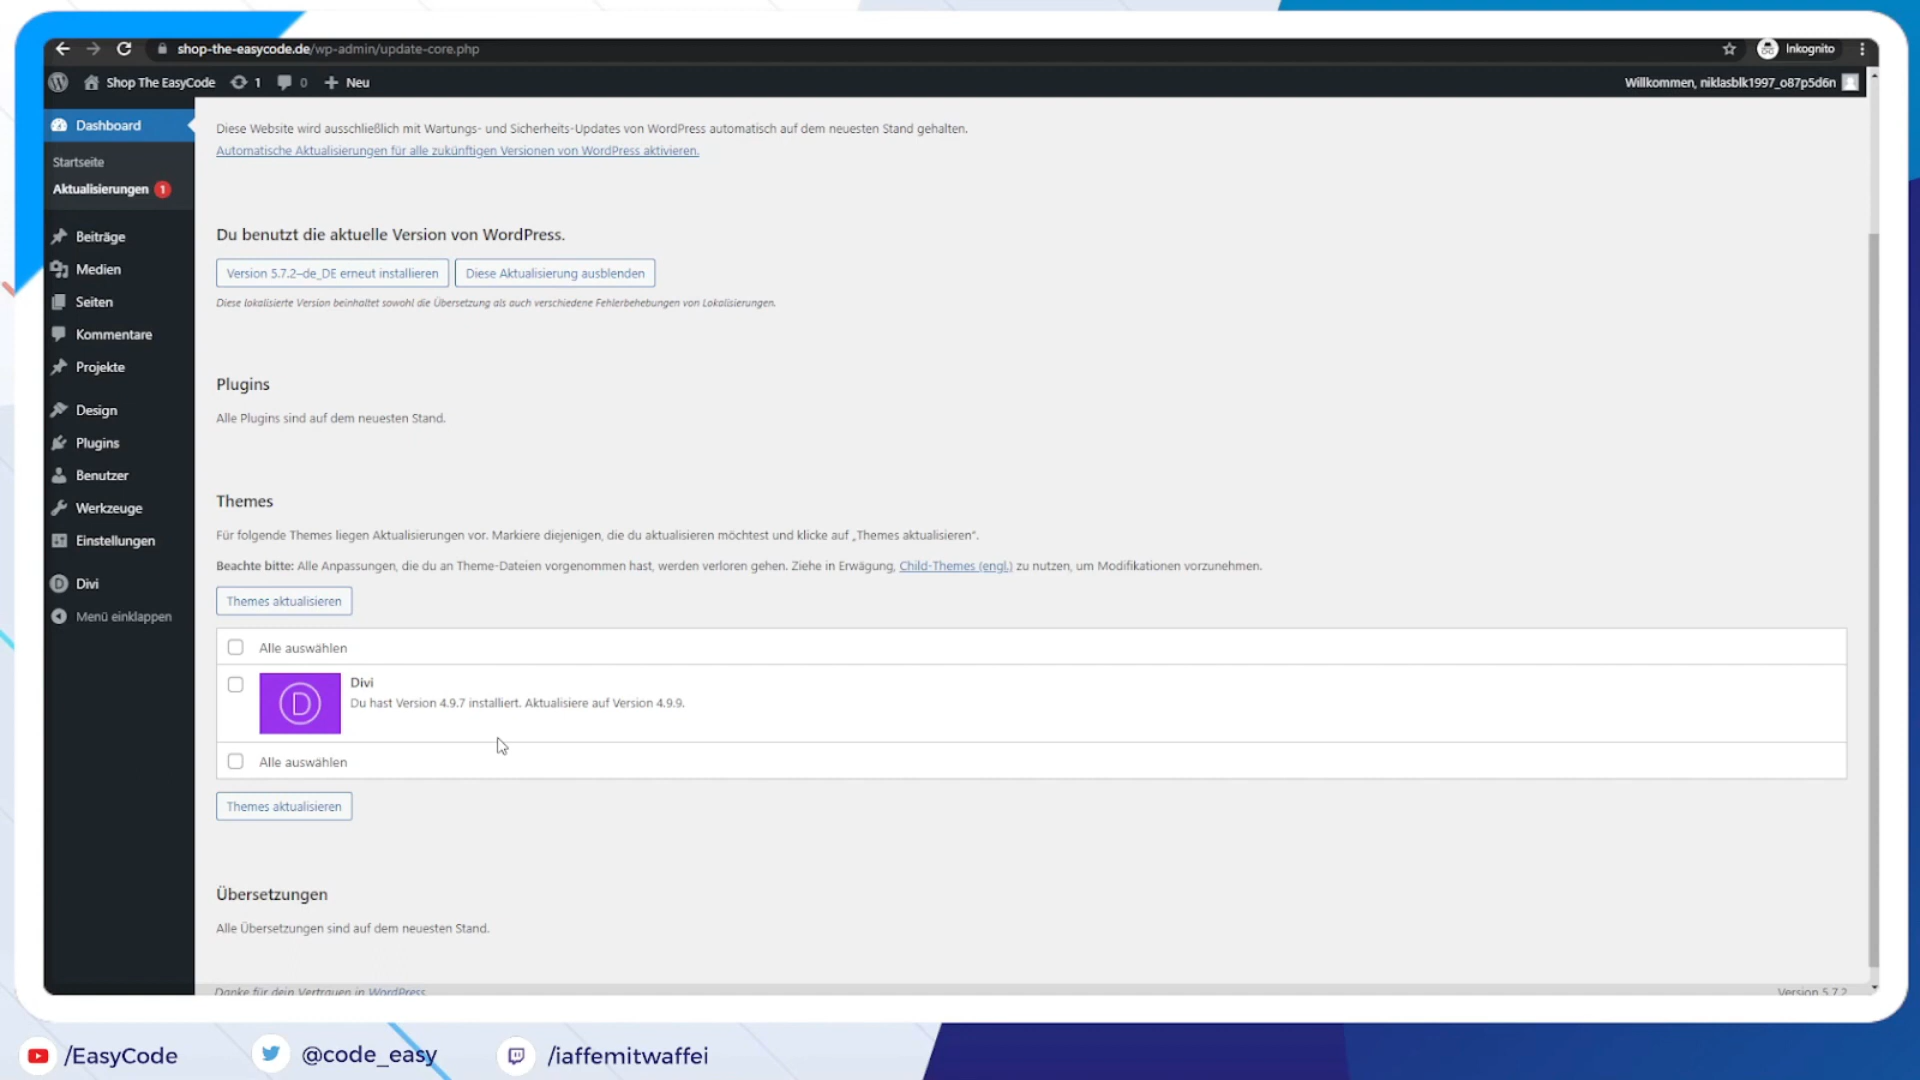 shop-the-easycode.de/wp-admin/update-core.php
Inkognito
Shop The EasyCode
1
0
Neu
Willkommen, niklasblk1997_o87p5d6n
Dashboard
Startseite
Aktualisierungen 1
Beiträge
Medien
Seiten
Kommentare
Projekte
Design
Plugins
Benutzer
Werkzeuge
Einstellungen
Divi
Menü einklappen
Diese Website wird ausschließlich mit Wartungs- und Sicherheits-Updates von WordPress automatisch auf dem neuesten Stand gehalten.
Automatische Aktualisierungen für alle zukünftigen Versionen von WordPress aktivieren.
Du benutzt die aktuelle Version von WordPress.
Version 5.7.2–de_DE erneut installieren
Diese Aktualisierung ausblenden
Diese lokalisierte Version beinhaltet sowohl die Übersetzung als auch verschiedene Fehlerbehebungen von Lokalisierungen.
Plugins
Alle Plugins sind auf dem neuesten Stand.
Themes
Für folgende Themes liegen Aktualisierungen vor. Markiere diejenigen, die du aktualisieren möchtest und klicke auf „Themes aktualisieren“.
Beachte bitte: Alle Anpassungen, die du an Theme-Dateien vorgenommen hast, werden verloren gehen. Ziehe in Erwägung, Child-Themes (engl.) zu nutzen, um Modifikationen vorzunehmen.
Themes aktualisieren
Alle auswählen
D
Divi
Du hast Version 4.9.7 installiert. Aktualisiere auf Version 4.9.9.
Alle auswählen
Themes aktualisieren
Übersetzungen
Alle Übersetzungen sind auf dem neuesten Stand.
Danke für dein Vertrauen in WordPress.
Version 5.7.2
/EasyCode
@code_easy
/iaffemitwaffei